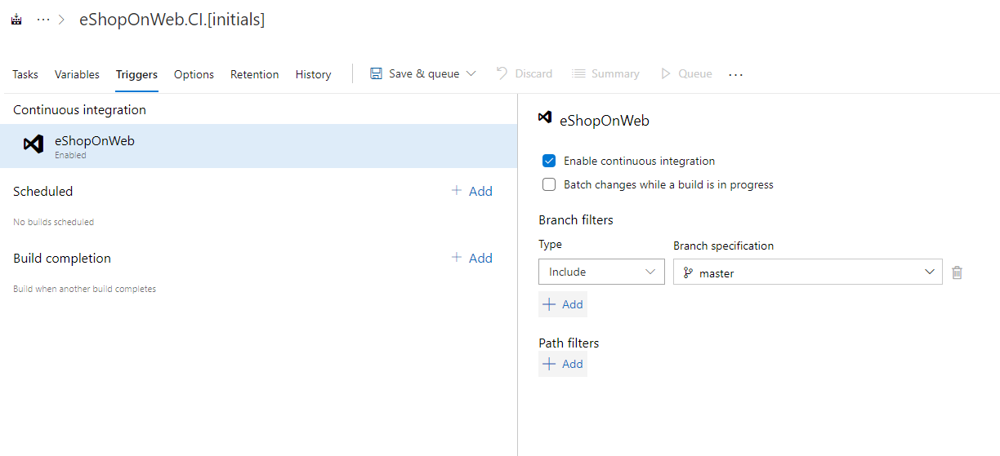 ··· > eShopOnWeb.CI.[initials]
Tasks Variables Triggers Options Retention History Save & queue Discard Summary Queue ···
Continuous integration
eShopOnWeb
Enabled
Scheduled + Add
No builds scheduled
Build completion + Add
Build when another build completes
eShopOnWeb
Enable continuous integration
Batch changes while a build is in progress
Branch filters
Type Branch specification
Include master
+ Add
Path filters
+ Add